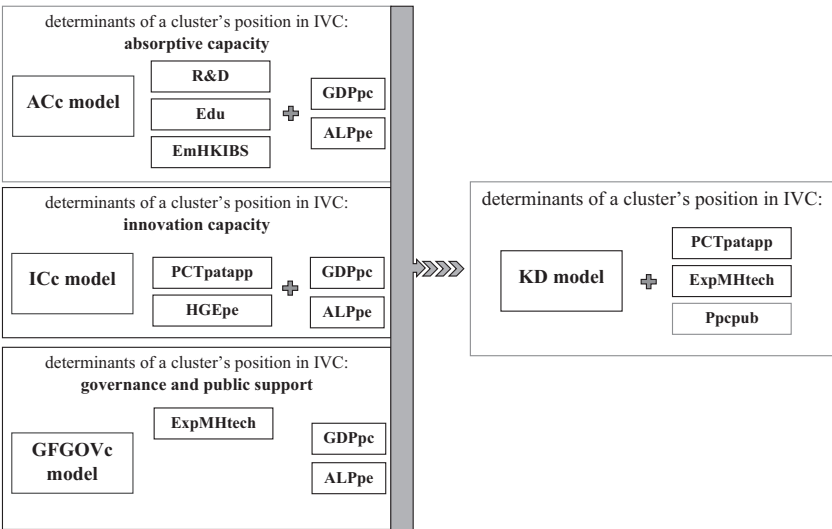 determinants of a cluster's position in IVC:
absorptive capacity
ACc model
R&D
Edu
EmHKIBS
GDPpc
ALPpe
determinants of a cluster's position in IVC:
innovation capacity
ICc model
PCTpatapp
HGEpe
GDPpc
ALPpe
determinants of a cluster's position in IVC:
governance and public support
GFGOVc
model
ExpMHtech
GDPpc
ALPpe
determinants of a cluster's position in IVC:
KD model
PCTpatapp
ExpMHtech
Ppcpub